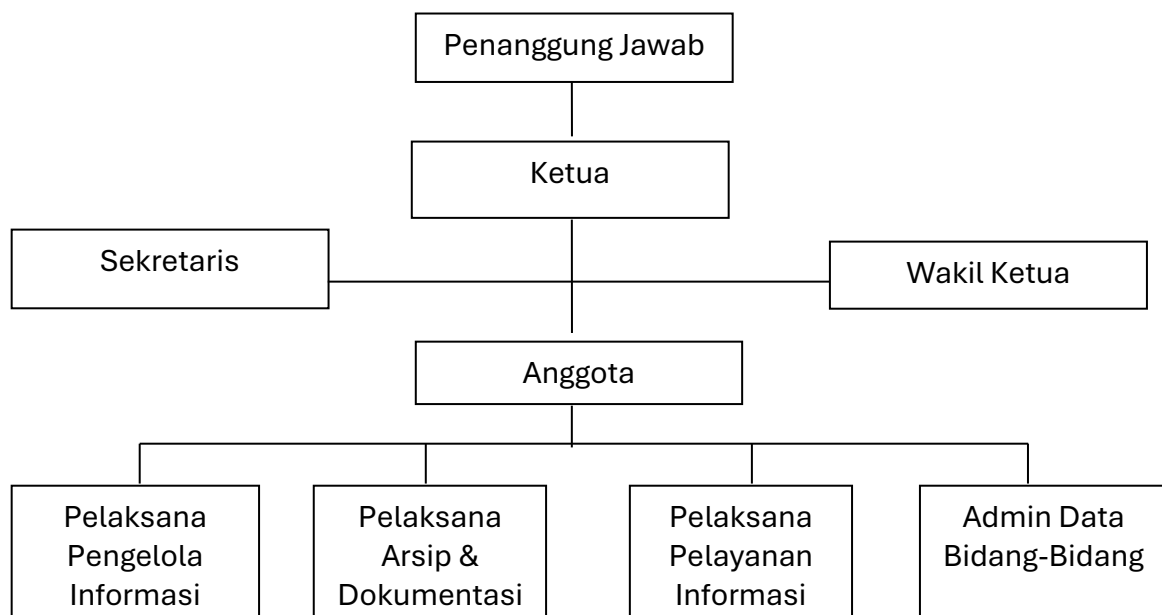 Penanggung Jawab
Ketua
Sekretaris
Wakil Ketua
Anggota
Pelaksana
Pengelola
Informasi
Pelaksana
Arsip &
Dokumentasi
Pelaksana
Pelayanan
Informasi
Admin Data
Bidang-Bidang